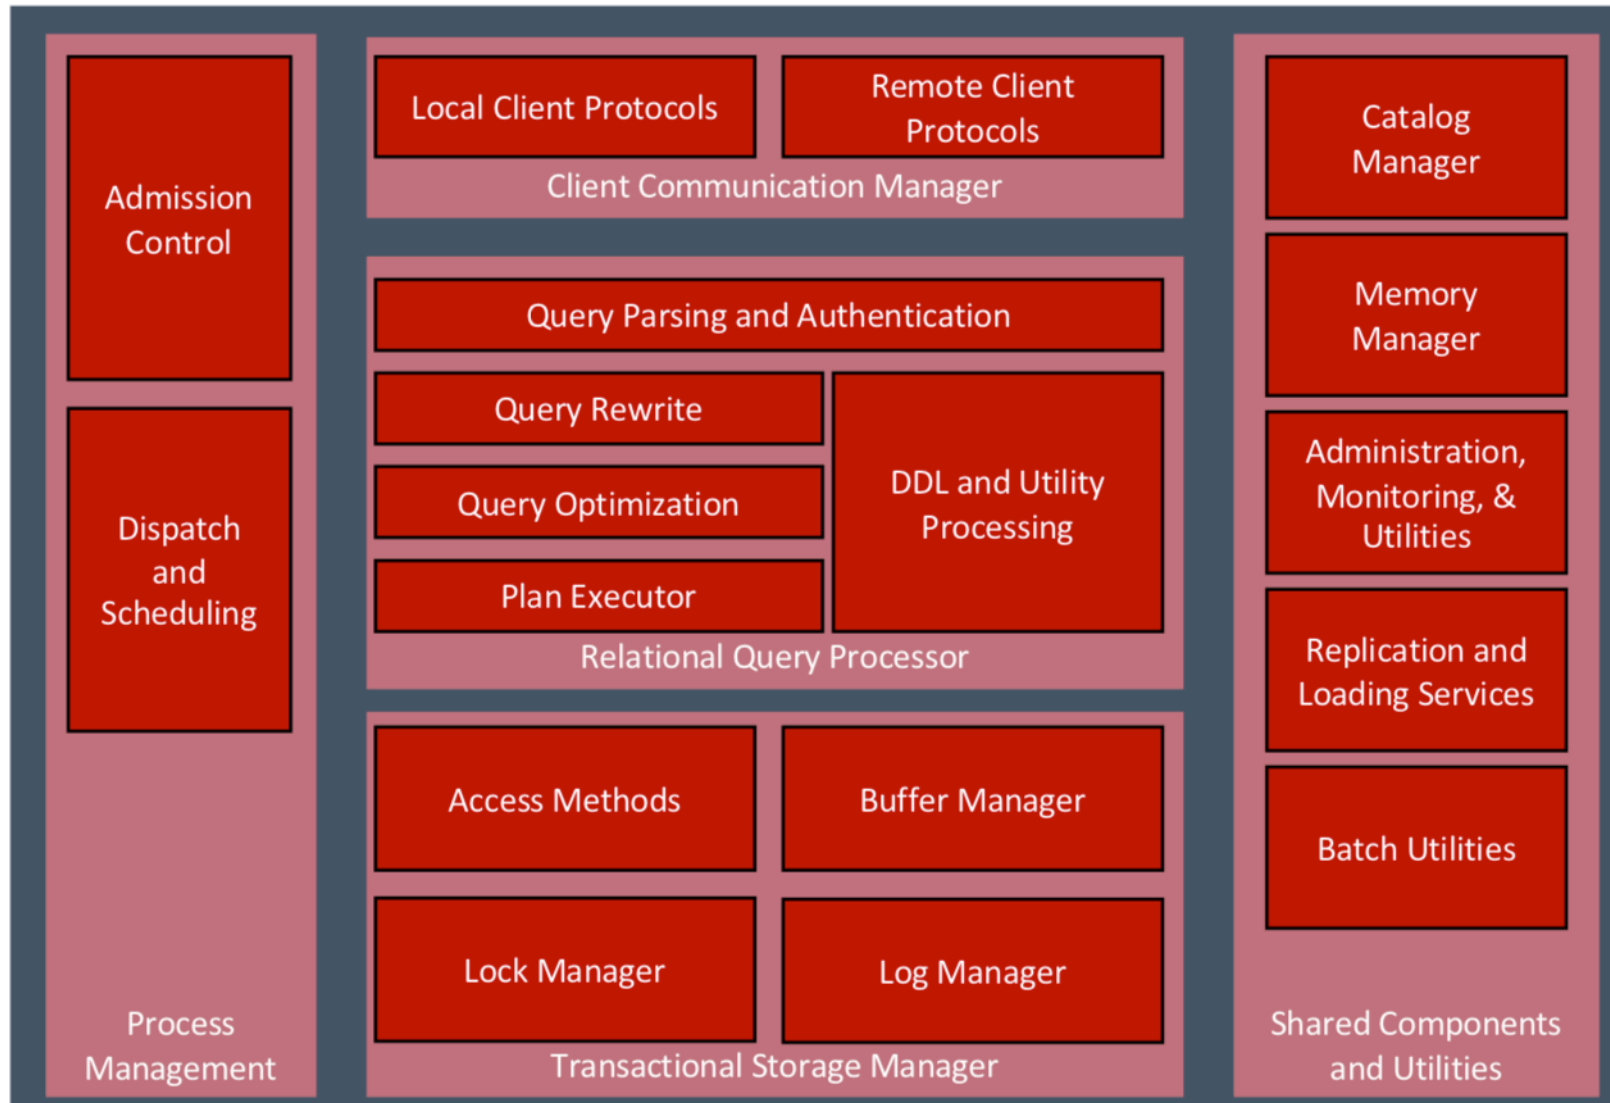 Admission
Control
Dispatch
and
Scheduling
Process
Management
Local Client Protocols
Remote Client
Protocols
Client Communication Manager
Query Parsing and Authentication
Query Rewrite
Query Optimization
Plan Executor
DDL and Utility
Processing
Relational Query Processor
Access Methods
Buffer Manager
Lock Manager
Log Manager
Transactional Storage Manager
Catalog
Manager
Memory
Manager
Administration,
Monitoring, &
Utilities
Replication and
Loading Services
Batch Utilities
Shared Components
and Utilities